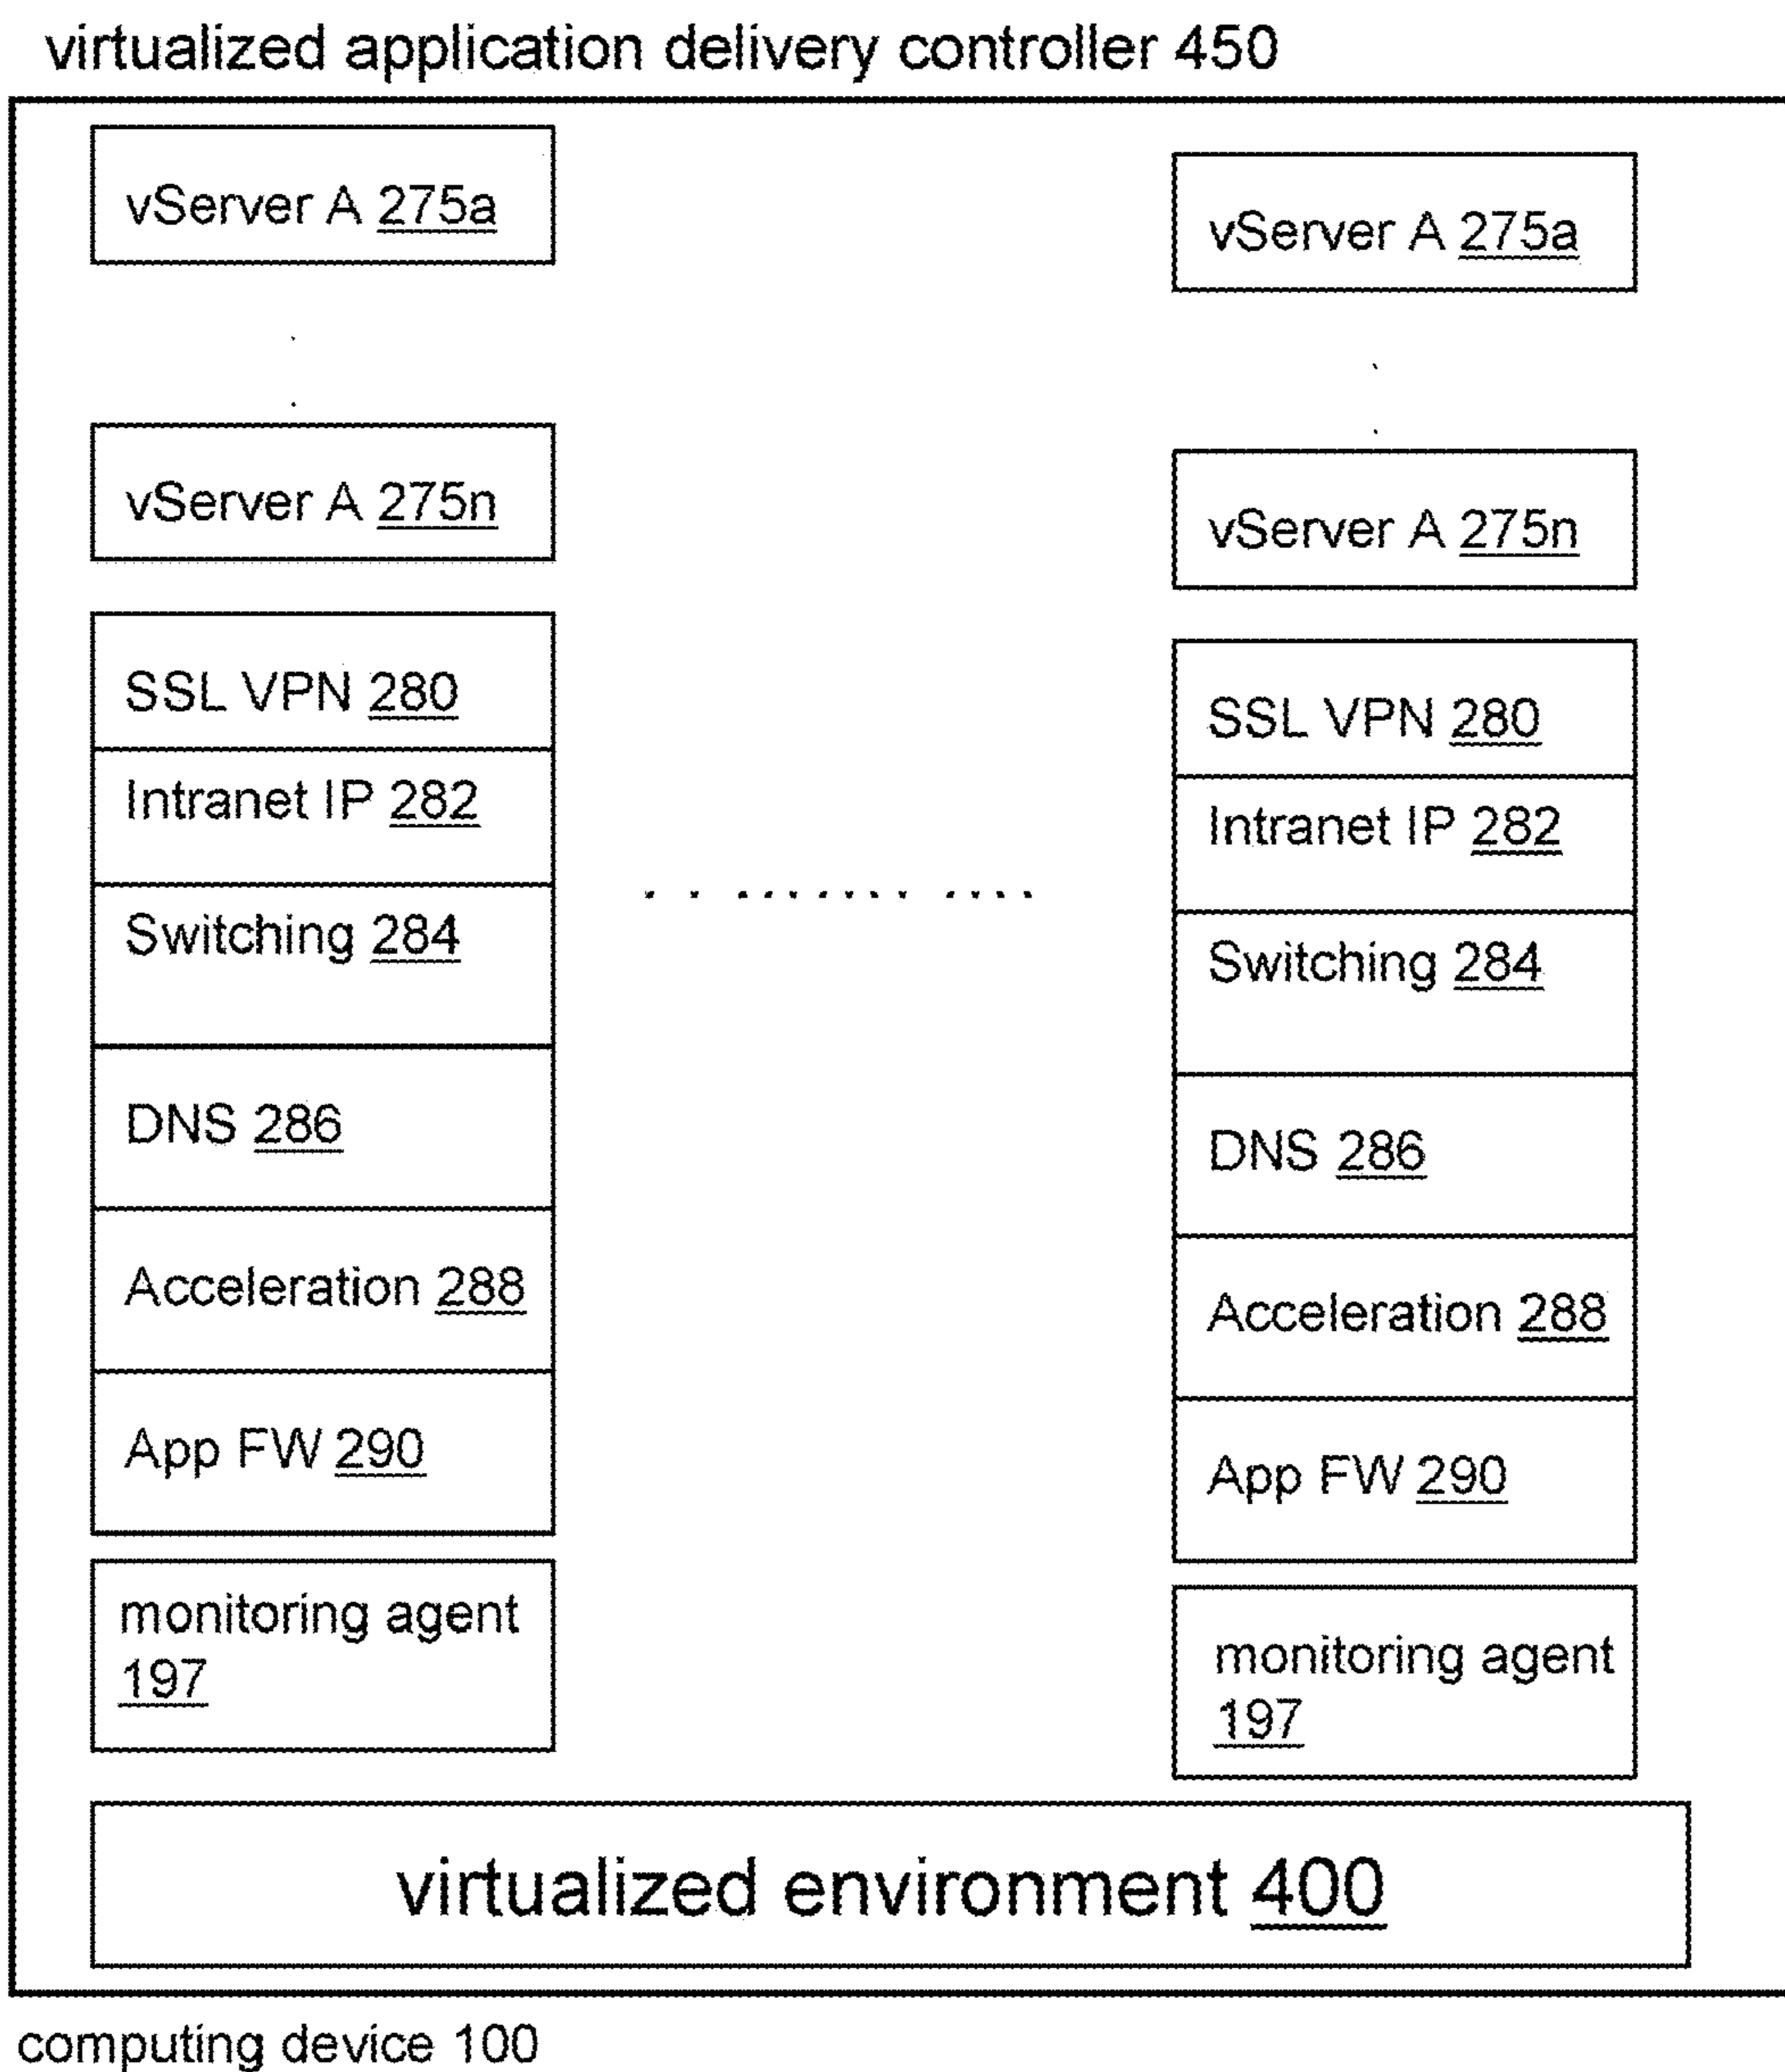 virtualized application delivery controller 450
vServer A 275a
vServer A 275n
SSL VPN 280
Intranet IP 282
Switching 284
DNS 286
Acceleration 288
App FW 290
monitoring agent
197
vServer A 275a
vServer A 275n
SSL VPN 280
Intranet IP 282
Switching 284
DNS 286
Acceleration 288
App FW 290
monitoring agent
197
virtualized environment 400
computing device 100